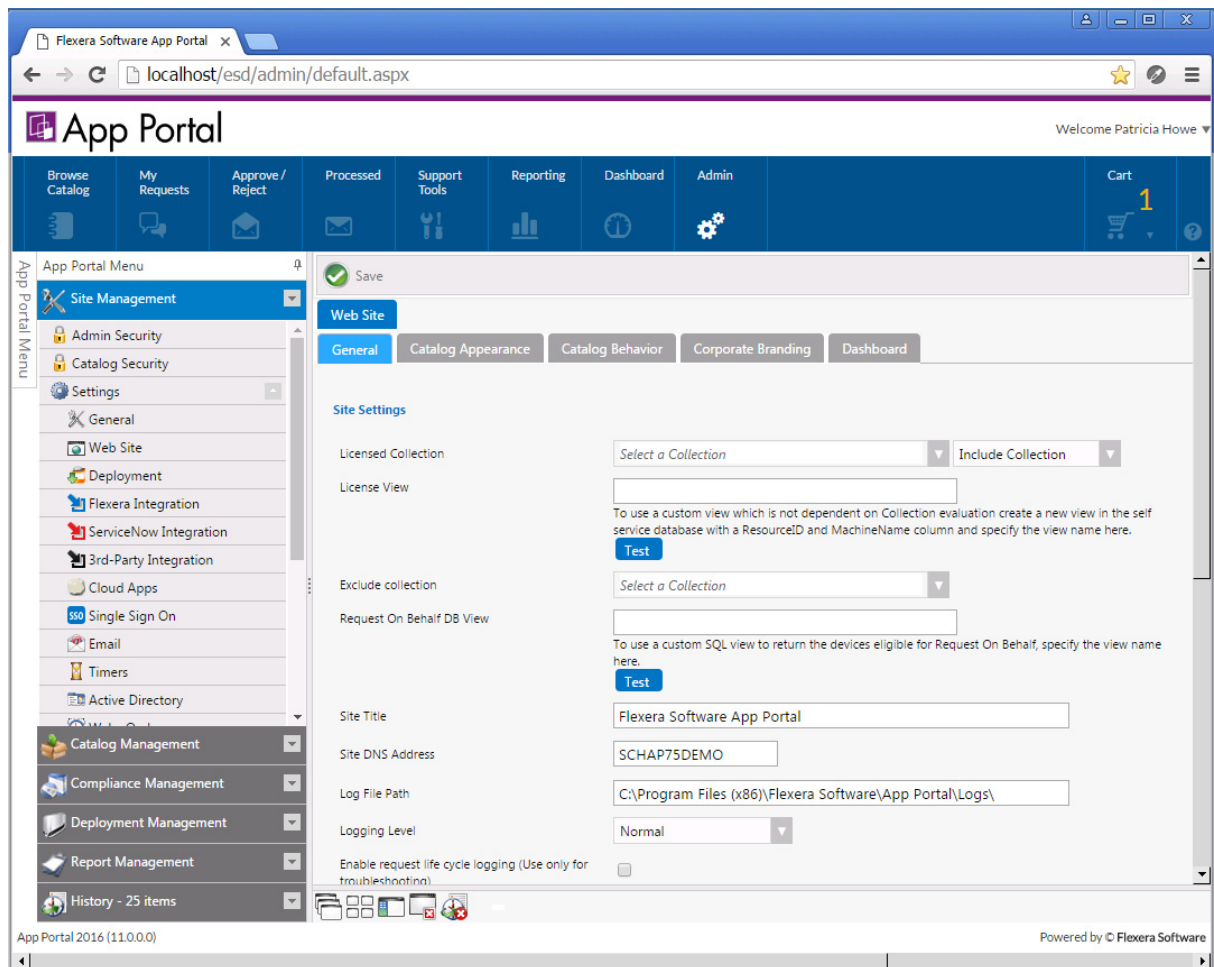 Flexera Software App Portal
localhost/esd/admin/default.aspx
App Portal
Welcome Patricia Howe
Browse Catalog
My Requests
Approve / Reject
Processed
Support Tools
Reporting
Dashboard
Admin
Cart
1
App Portal Menu
App Portal Menu
Site Management
Admin Security
Catalog Security
Settings
General
Web Site
Deployment
Flexera Integration
ServiceNow Integration
3rd-Party Integration
Cloud Apps
SSO Single Sign On
Email
Timers
Active Directory
Catalog Management
Compliance Management
Deployment Management
Report Management
History - 25 items
Save
Web Site
General
Catalog Appearance
Catalog Behavior
Corporate Branding
Dashboard
Site Settings
Licensed Collection
Select a Collection
Include Collection
License View
To use a custom view which is not dependent on Collection evaluation create a new view in the self
service database with a ResourceID and MachineName column and specify the view name here.
Test
Exclude collection
Select a Collection
Request On Behalf DB View
To use a custom SQL view to return the devices eligible for Request On Behalf, specify the view name
here.
Test
Site Title
Flexera Software App Portal
Site DNS Address
SCHAP75DEMO
Log File Path
C:\Program Files (x86)\Flexera Software\App Portal\Logs\
Logging Level
Normal
Enable request life cycle logging (Use only for
troubleshooting)
App Portal 2016 (11.0.0.0)
Powered by © Flexera Software